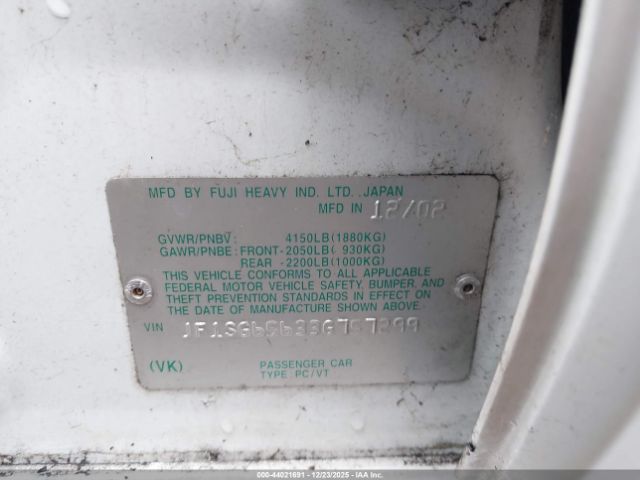 MFD BY FUJI HEAVY IND. LTD. JAPAN
MFD IN 12/02
GVWR/PNBV: 4150LB(1880KG)
GAWR/PNBE: FRONT-2050LB( 930KG)
REAR -2200LB(1000KG)
THIS VEHICLE CONFORMS TO ALL APPLICABLE
FEDERAL MOTOR VEHICLE SAFETY, BUMPER, AND
THEFT PREVENTION STANDARDS IN EFFECT ON
THE DATE OF MANUFACTURE SHOWN ABOVE.
VIN JF1SG65633G757299
(VK) PASSENGER CAR
TYPE: PC/VT
000-44021691 - 12/23/2025 - IAAI.COM